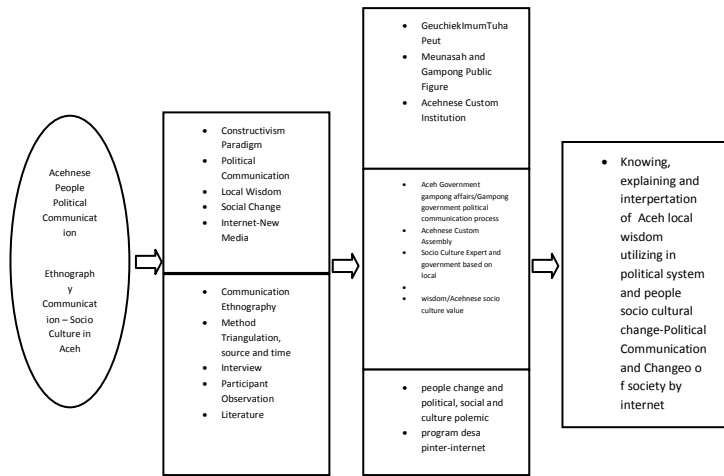 Acehnese
People
Political
Communicat
ion
Ethnograph
y
Communicat
ion – Socio
Culture in
Aceh
• Constructivism
Paradigm
• Political
Communication
• Local Wisdom
• Social Change
• Internet-New
Media
• Communication
Ethnography
• Method
Triangulation,
source and time
• Interview
• Participant
Observation
• Literature
• GeuchiekImumTuha
Peut
• Meunasah and
Gampong Public
Figure
• Acehnese Custom
Institution
• Aceh Government
gampong affairs/Gampong
government political
communication process
• Acehnese Custom
Assembly
• Socio Culture Expert and
government based on
local
•
• wisdom/Acehnese socio
culture value
• people change and
political, social and
culture polemic
• program desa
pinter-internet
• Knowing,
explaining and
interpertation
of Aceh local
wisdom
utilizing in
political system
and people
socio cultural
change-Political
Communication
and Changeo o
f society by
internet